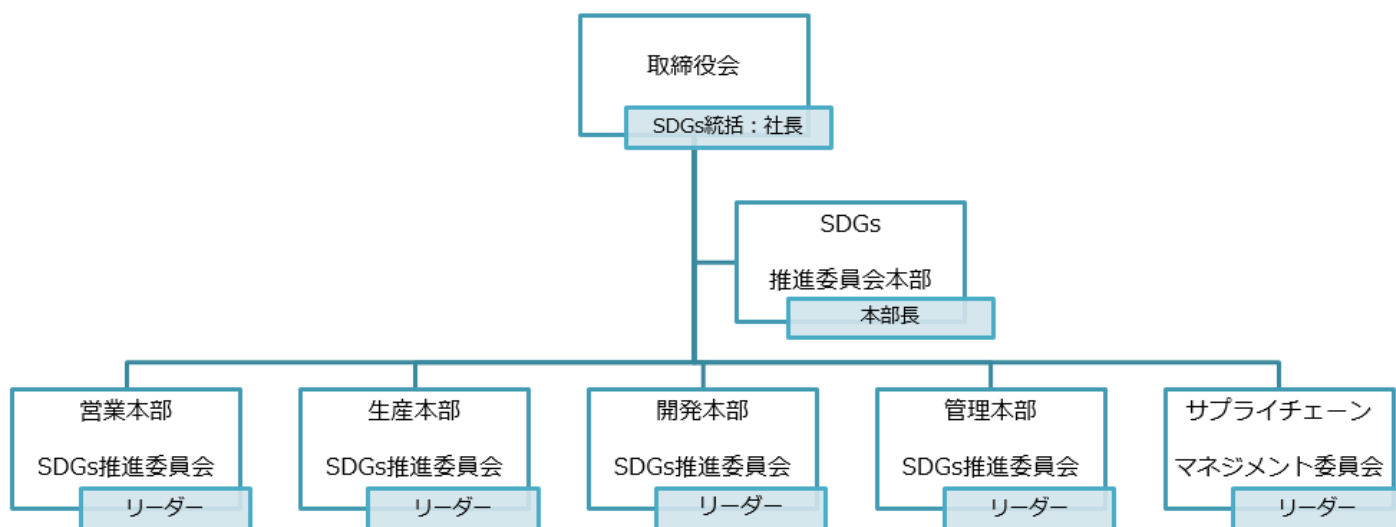 取締役会
SDGs統括：社長
SDGs
推進委員会本部
本部長
営業本部
SDGs推進委員会
リーダー
生産本部
SDGs推進委員会
リーダー
開発本部
SDGs推進委員会
リーダー
管理本部
SDGs推進委員会
リーダー
サプライチェーン
マネジメント委員会
リーダー